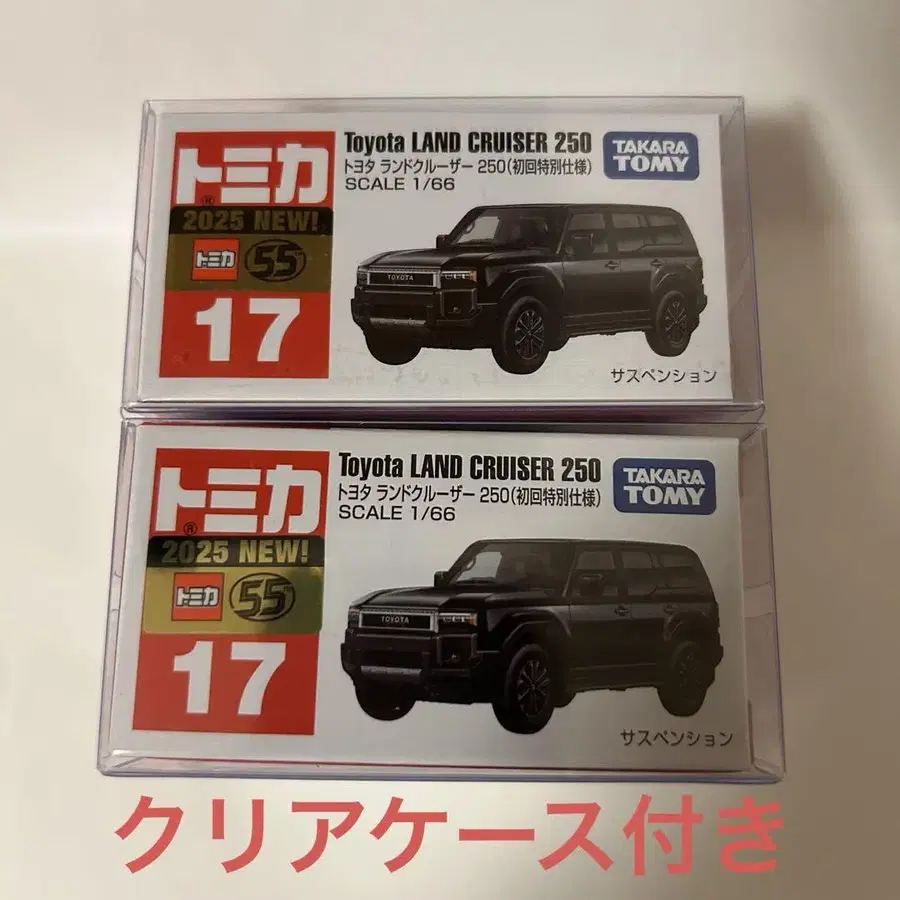 トミカ®
Toyota LAND CRUISER 250
トヨタ ランドクルーザー 250(初回特別仕様)
SCALE 1/66
TAKARA TOMY
2025 NEW!
トミカ 55th
17
TOYOTA
サスペンション
トミカ®
Toyota LAND CRUISER 250
トヨタ ランドクルーザー 250(初回特別仕様)
SCALE 1/66
TAKARA TOMY
2025 NEW!
トミカ 55th
17
TOYOTA
サスペンション
クリアケース付き